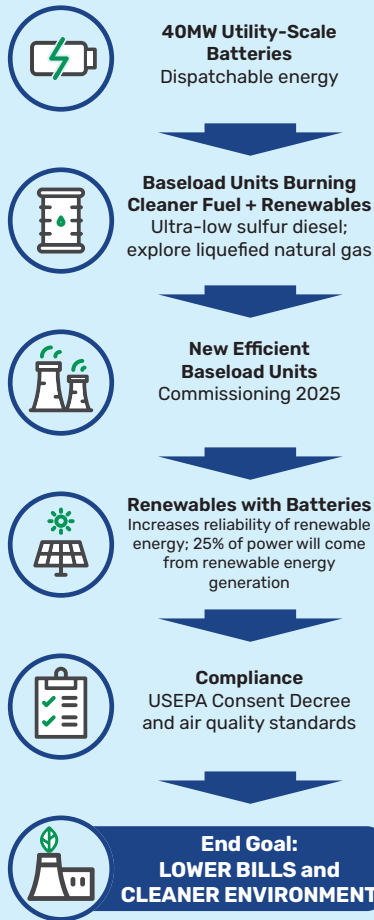 40MW Utility-Scale
Batteries
Dispatchable energy
Baseload Units Burning
Cleaner Fuel + Renewables
Ultra-low sulfur diesel;
explore liquefied natural gas
New Efficient
Baseload Units
Commissioning 2025
Renewables with Batteries
Increases reliability of renewable
energy; 25% of power will come
from renewable energy
generation
Compliance
USEPA Consent Decree
and air quality standards
End Goal:
LOWER BILLS and
CLEANER ENVIRONMENT